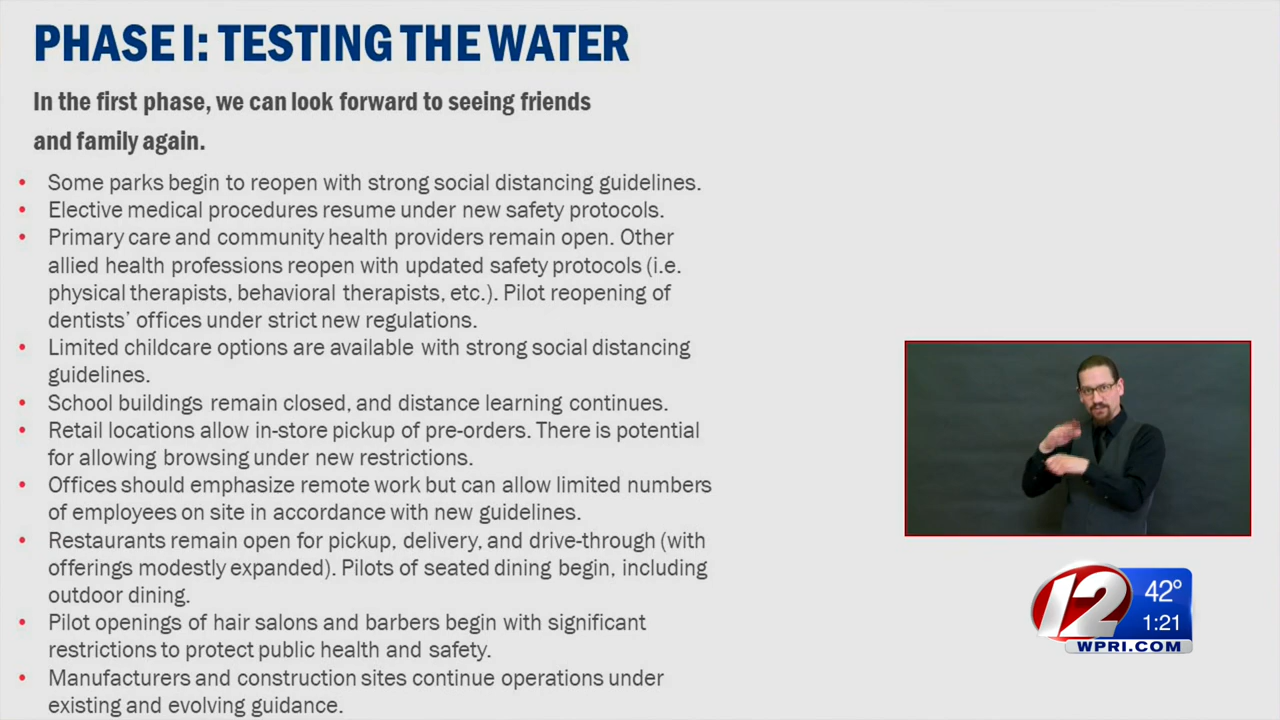 PHASE I: TESTING THE WATER
In the first phase, we can look forward to seeing friends
and family again.
• Some parks begin to reopen with strong social distancing guidelines.
• Elective medical procedures resume under new safety protocols.
• Primary care and community health providers remain open. Other
allied health professions reopen with updated safety protocols (i.e.
physical therapists, behavioral therapists, etc.). Pilot reopening of
dentists’ offices under strict new regulations.
• Limited childcare options are available with strong social distancing
guidelines.
• School buildings remain closed, and distance learning continues.
• Retail locations allow in-store pickup of pre-orders. There is potential
for allowing browsing under new restrictions.
• Offices should emphasize remote work but can allow limited numbers
of employees on site in accordance with new guidelines.
• Restaurants remain open for pickup, delivery, and drive-through (with
offerings modestly expanded). Pilots of seated dining begin, including
outdoor dining.
• Pilot openings of hair salons and barbers begin with significant
restrictions to protect public health and safety.
• Manufacturers and construction sites continue operations under
existing and evolving guidance.
12
42°
1:21
WPRI.COM